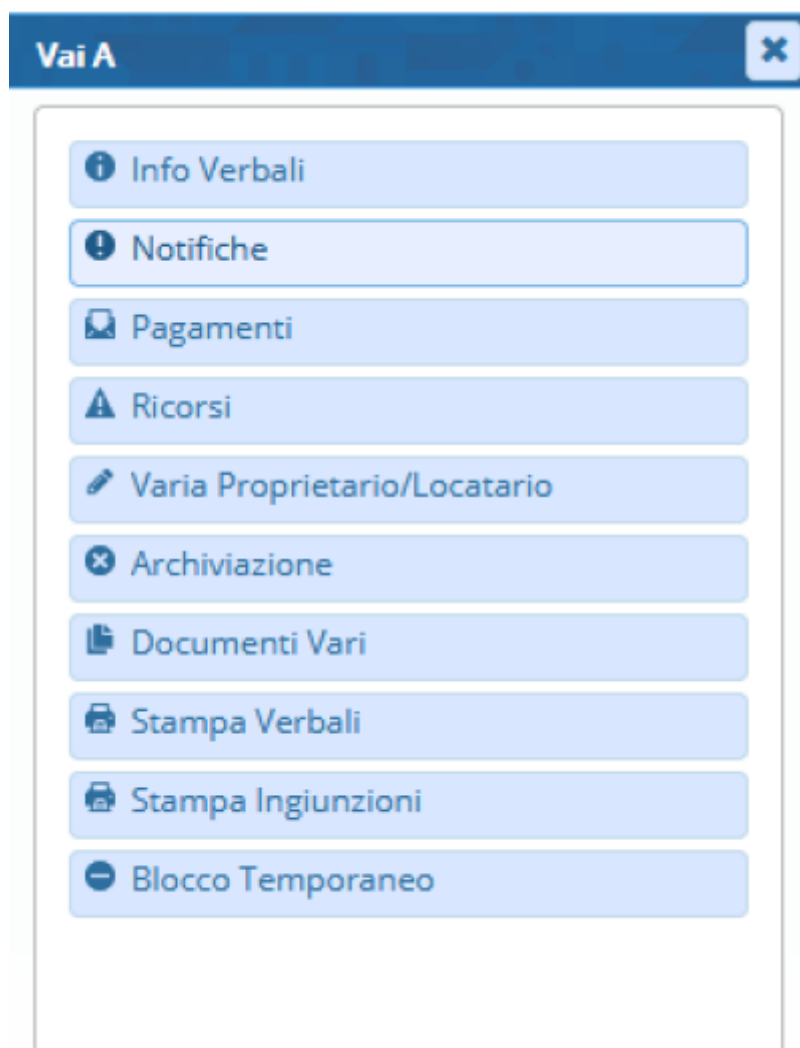 Vai A
Info Verbali
Notifiche
Pagamenti
Ricorsi
Varia Proprietario/Locatario
Archiviazione
Documenti Vari
Stampa Verbali
Stampa Ingiunzioni
Blocco Temporaneo